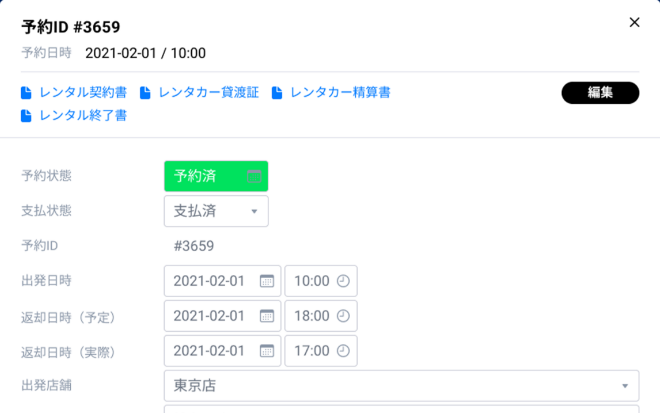 予約ID #3659
予約日時 2021-02-01 / 10:00
レンタル契約書 レンタカー貸渡証 レンタカー精算書 編集
レンタル終了書
予約状態 予約済
支払状態 支払済
予約ID #3659
出発日時 2021-02-01 10:00
返却日時（予定） 2021-02-01 18:00
返却日時（実際） 2021-02-01 17:00
出発店舗 東京店